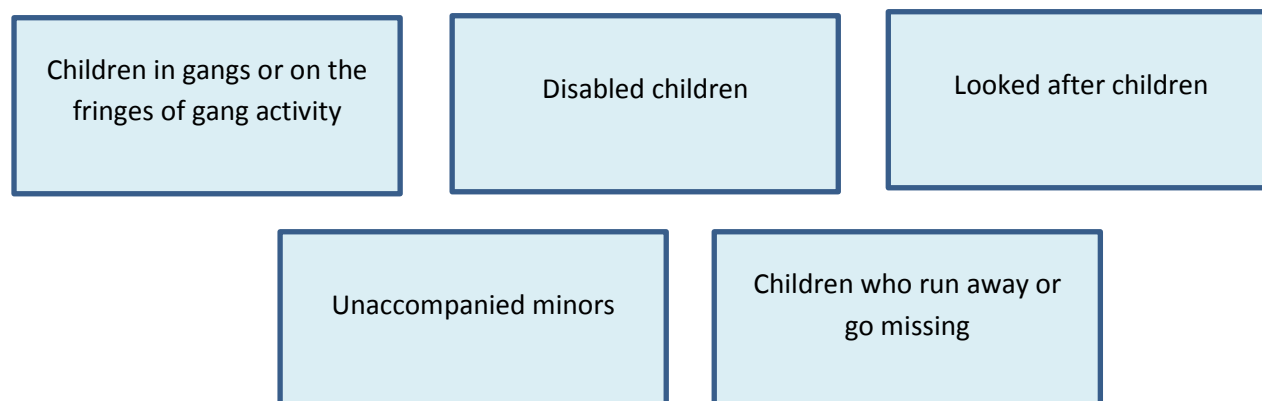 Children in gangs or on the
fringes of gang activity
Disabled children
Looked after children
Unaccompanied minors
Children who run away or
go missing